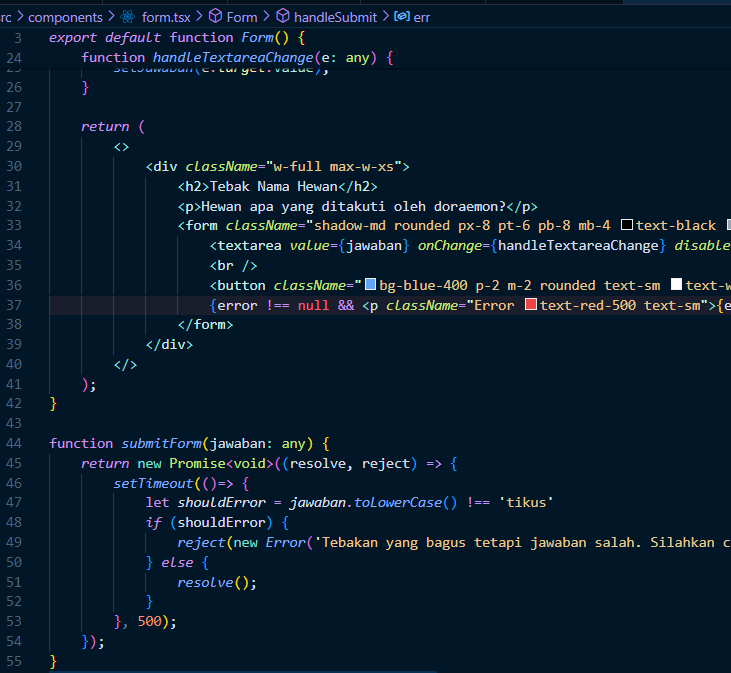 rc > components > form.tsx > Form > handleSubmit > err
3 export default function Form() {
24 function handleTextareaChange(e: any) {
25 setJawaban(e.target.value);
26 }
27
28 return (
29 <>
30 <div className="w-full max-w-xs">
31 <h2>Tebak Nama Hewan</h2>
32 <p>Hewan apa yang ditakuti oleh doraemon?</p>
33 <form className="shadow-md rounded px-8 pt-6 pb-8 mb-4 text-black
34 <textarea value={jawaban} onChange={handleTextareaChange} disable
35 <br />
36 <button className="bg-blue-400 p-2 m-2 rounded text-sm text-w
37 {error !== null && <p className="Error text-red-500 text-sm">{e
38 </form>
39 </div>
40 </>
41 );
42 }
43
44 function submitForm(jawaban: any) {
45 return new Promise<void>((resolve, reject) => {
46 setTimeout(()=> {
47 let shouldError = jawaban.toLowerCase() !== 'tikus'
48 if (shouldError) {
49 reject(new Error('Tebakan yang bagus tetapi jawaban salah. Silahkan c
50 } else {
51 resolve();
52 }
53 }, 500);
54 });
55 }